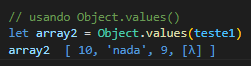 // usando Object.values()
let array2 = Object.values(teste1)
array2  [ 10, 'nada', 9, [λ] ]